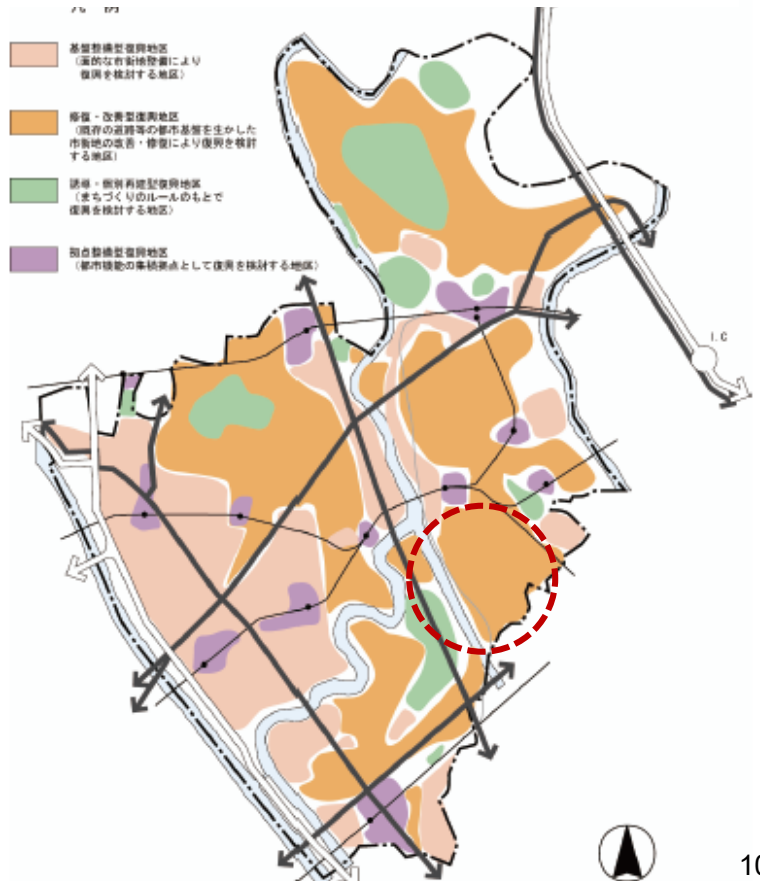 凡 例
基盤整備型復興地区
（面的な市街地整備により
復興を検討する地区）
修復・改善型復興地区
（既存の道路等の都市基盤を生かした
市街地の改善・修復により復興を検討
する地区）
誘導・個別再建型復興地区
（まちづくりのルールのもとで
復興を検討する地区）
拠点整備型復興地区
（都市機能の集積拠点として復興を検討する地区）
I.C
10